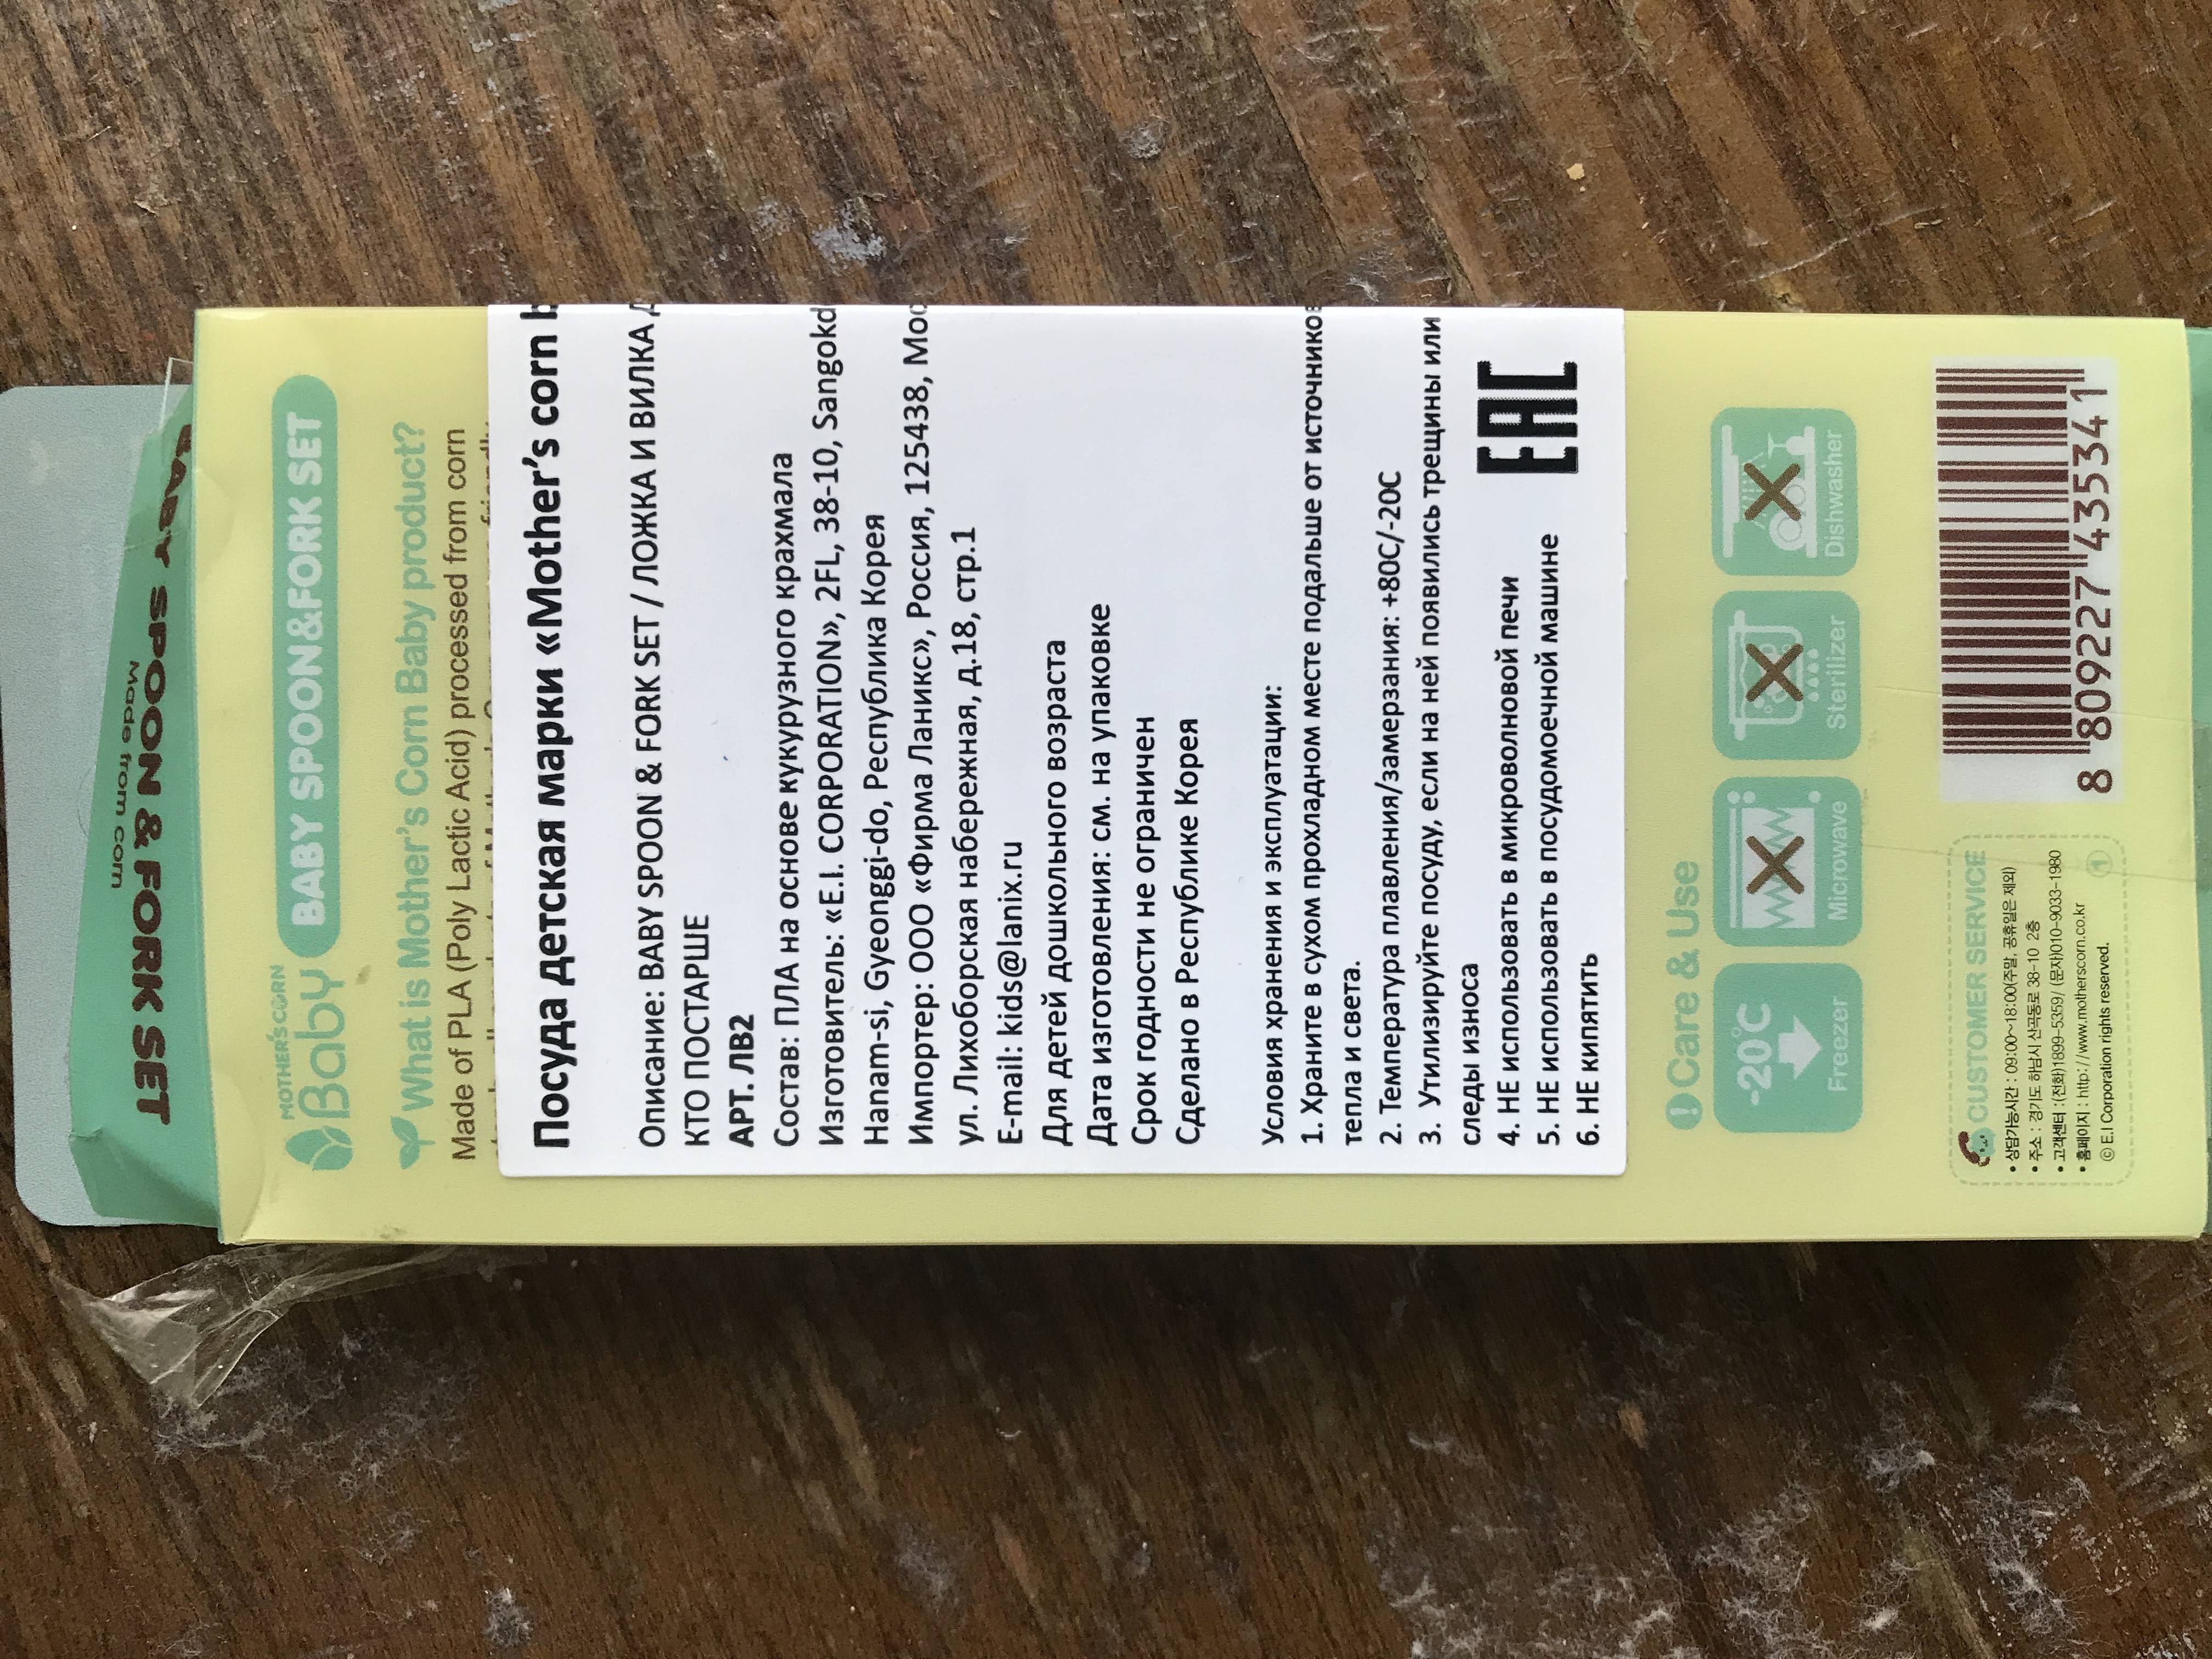 BABY SPOON & FORK SET
Made from corn
MOTHER'S CORN
Baby
BABY SPOON&FORK SET
What is Mother's Corn Baby product?
Made of PLA (Poly Lactic Acid) processed from corn
Посуда детская марки «Mother's corn
Описание: BABY SPOON & FORK SET / ЛОЖКА И ВИЛКА
КТО ПОСТАРШЕ
АРТ. ЛВ2
Состав: ПЛА на основе кукурузного крахмала
Изготовитель: «E.I. CORPORATION», 2FL, 38-10, Sangokd
Hanam-si, Gyeonggi-do, Республика Корея
Импортер: ООО «Фирма Ланикс», Россия, 125438, Мос
ул. Лихоборская набережная, д.18, стр.1
E-mail: kids@lanix.ru
Для детей дошкольного возраста
Дата изготовления: см. на упаковке
Срок годности не ограничен
Сделано в Республике Корея
Условия хранения и эксплуатации:
1. Храните в сухом прохладном месте подальше от источников
тепла и света.
2. Температура плавления/замерзания: +80С/-20С
3. Утилизируйте посуду, если на ней появились трещины или
следы износа
4. НЕ использовать в микроволновой печи
5. НЕ использовать в посудомоечной машине
6. НЕ КИПЯТИТЬ
EAC
Care & Use
-20°C
Freezer
Microwave
Sterilizer
Dishwasher
CUSTOMER SERVICE
• 상담가능시간 : 09:00~18:00(주말, 공휴일은 제외)
• 주소 : 경기도 하남시 산곡동로 38-10 2층
• 고객센터 : (전화)1899-5359/ (문자)010-9033-1980
• 홈페이지 : http://www.motherscorn.co.kr
© E.I Corporation rights reserved.
1
8 809227 435341